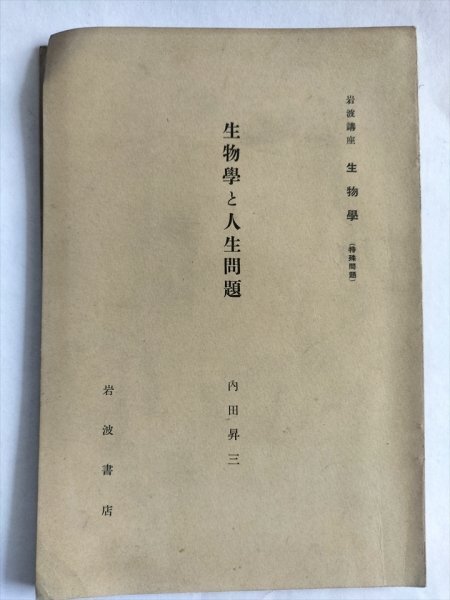 岩波講座 生物學 (特殊問題)
生物學と人生問題
內田昇三
岩波書店